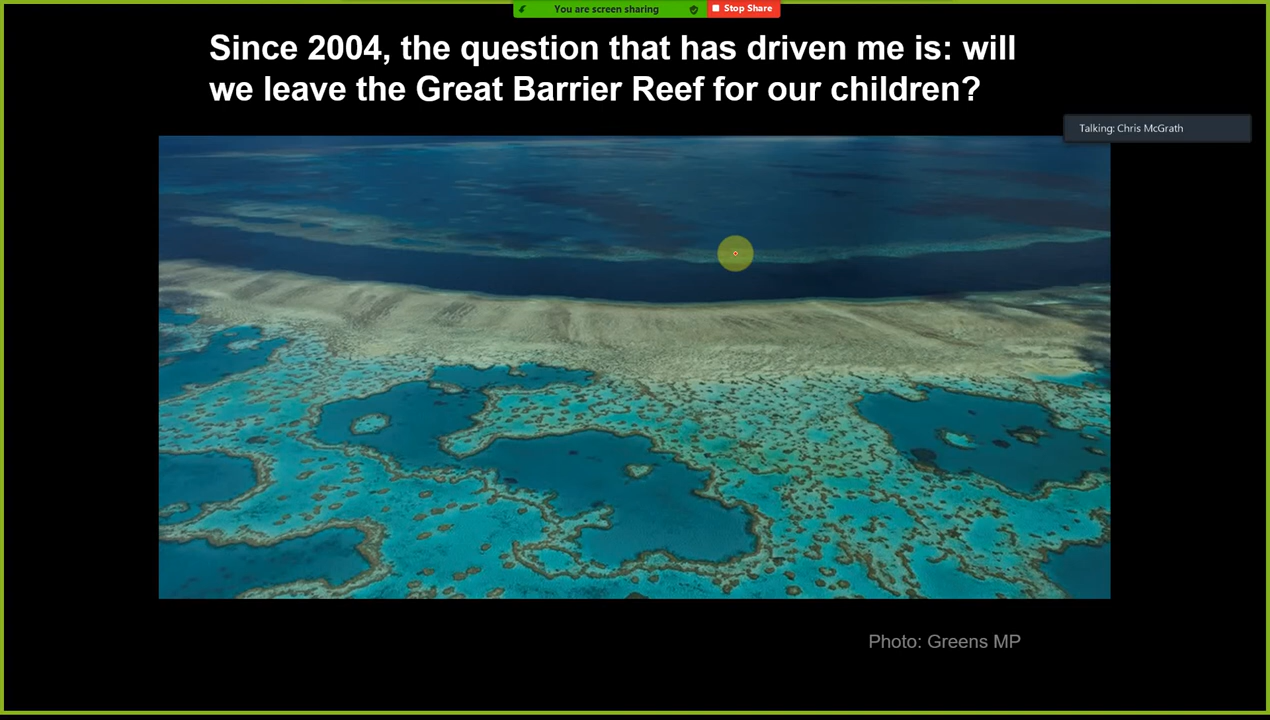 You are screen sharing
Stop Share
Since 2004, the question that has driven me is: will
we leave the Great Barrier Reef for our children?
Talking: Chris McGrath
Photo: Greens MP